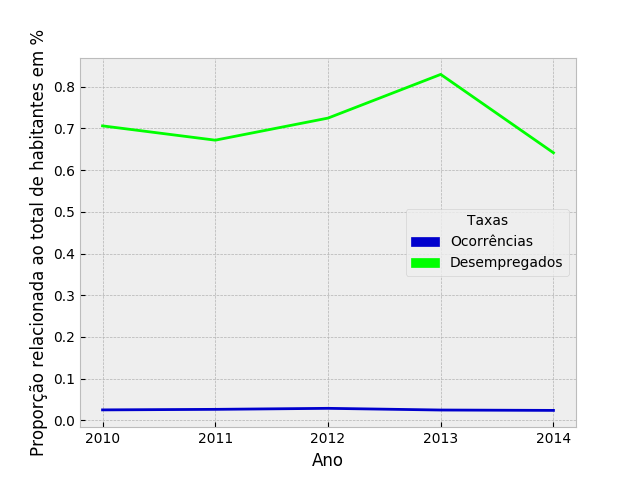 Proporção relacionada ao total de habitantes em %
0.8
0.7
0.6
0.5
0.4
0.3
0.2
0.1
0.0
Taxas
Ocorrências
Desempregados
2010 2011 2012 2013 2014
Ano